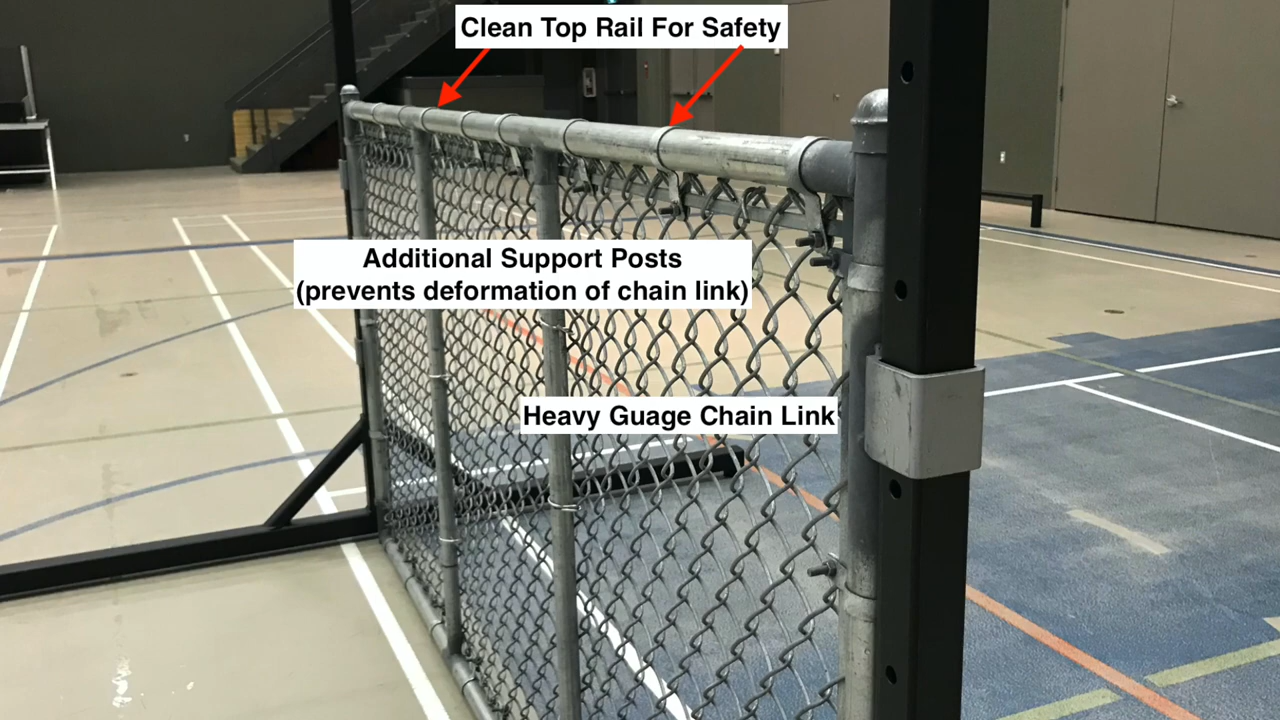 Clean Top Rail For Safety
Additional Support Posts
(prevents deformation of chain link)
Heavy Guage Chain Link